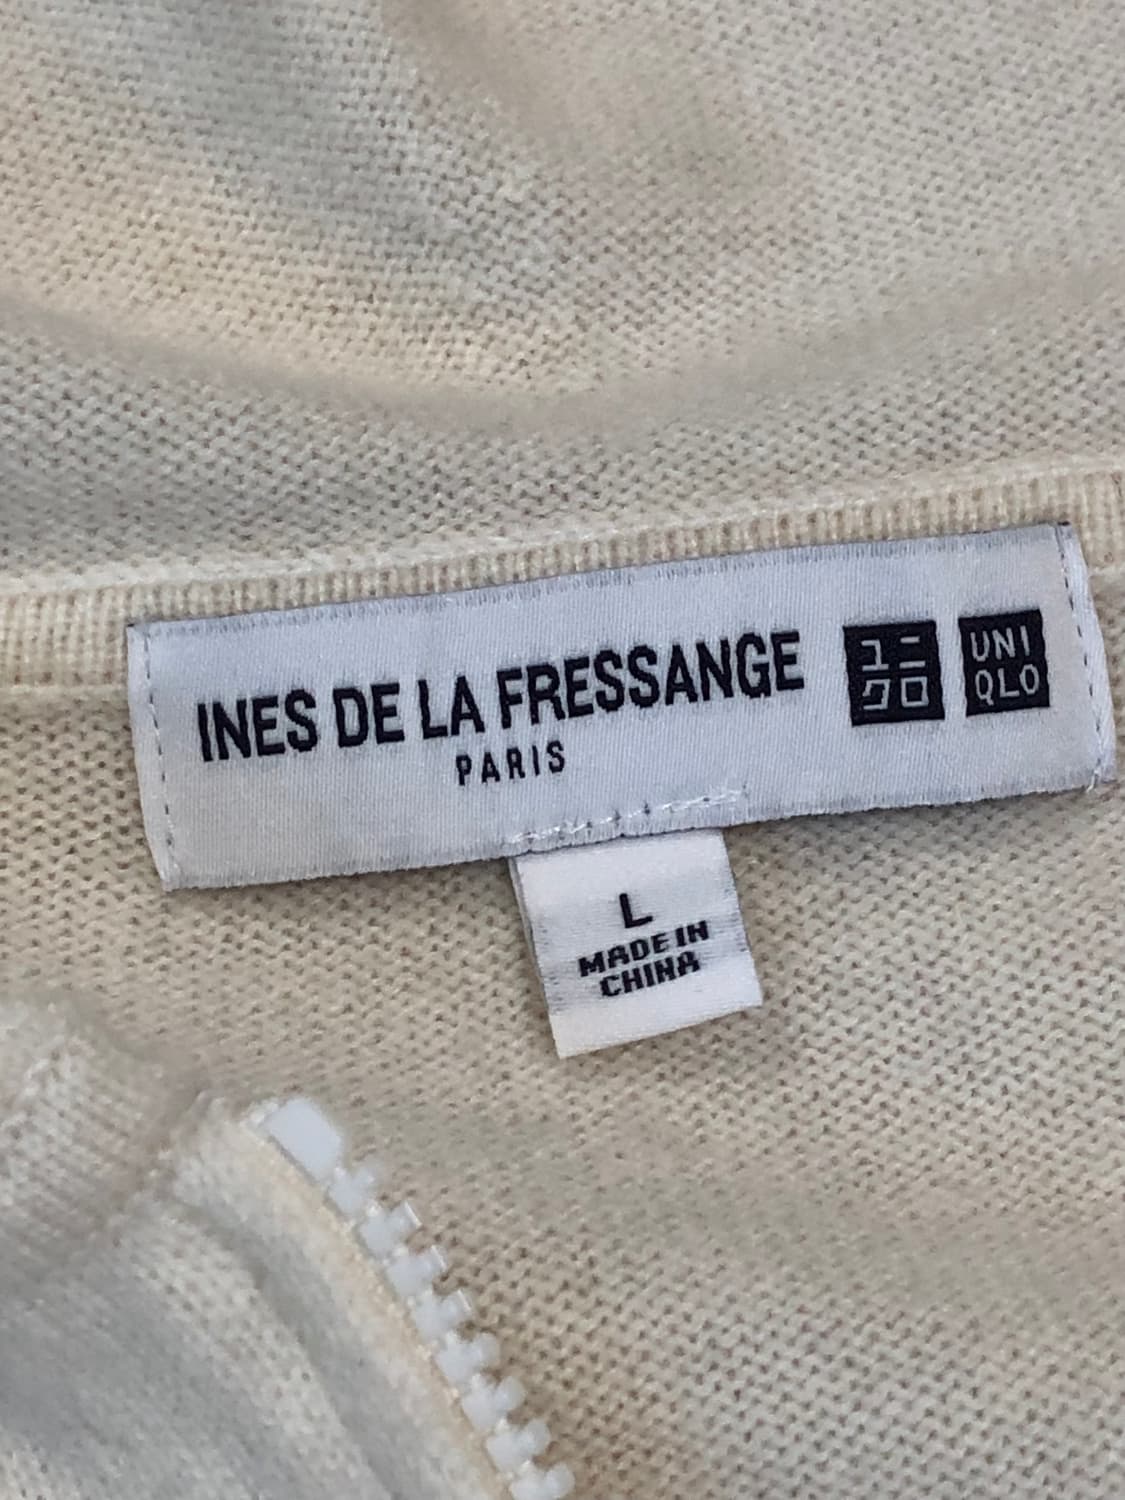 INES DE LA FRESSANGE
PARIS
ユニ
クロ
UNI
QLO
L
MADE IN
CHINA